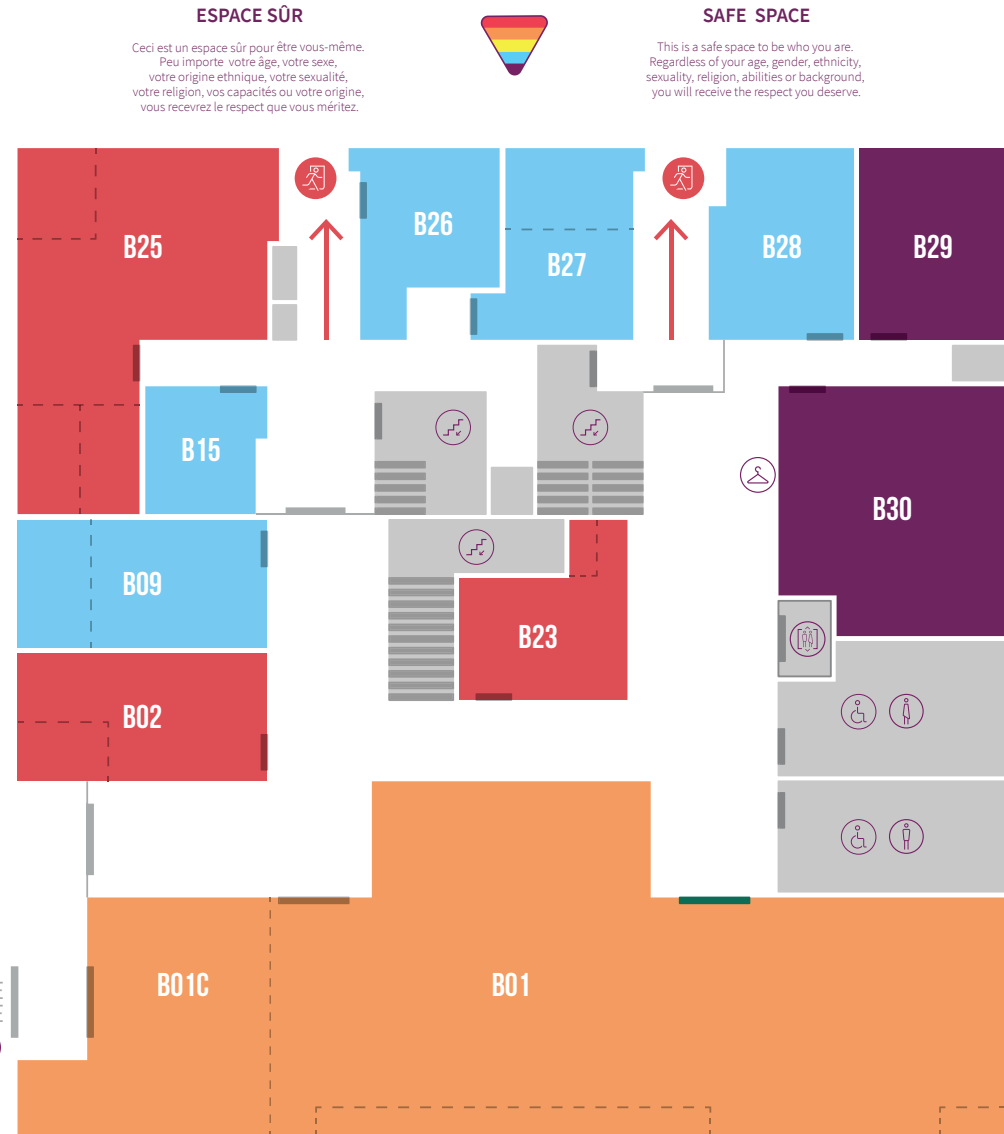 ESPACE SÛR
Ceci est un espace sûr pour être vous-même.
Peu importe votre âge, votre sexe,
votre origine ethnique, votre sexualité,
votre religion, vos capacités ou votre origine,
vous recevrez le respect que vous méritez.
SAFE SPACE
This is a safe space to be who you are.
Regardless of your age, gender, ethnicity,
sexuality, religion, abilities or background,
you will receive the respect you deserve.
B25
B26
B27
B28
B29
B15
B30
B09
B23
B02
B01C
B01